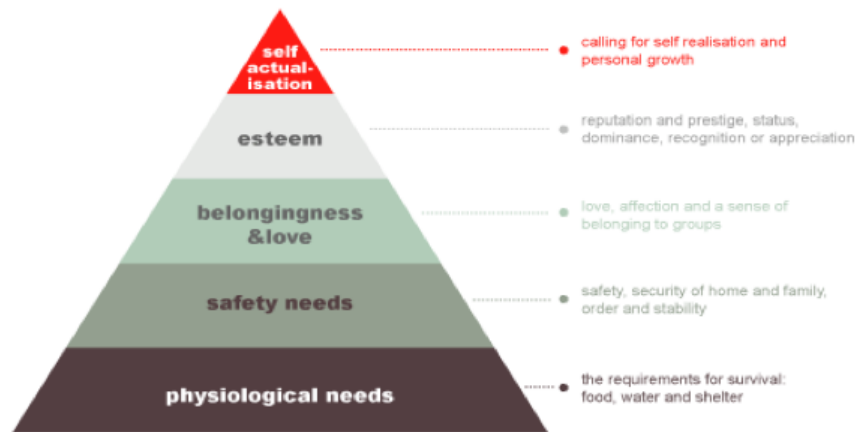 self
actual-
isation
calling for self realisation and
personal growth
esteem
reputation and prestige, status,
dominance, recognition or appreciation
belongingness
&love
love, affection and a sense of
belonging to groups
safety needs
safety, security of home and family,
order and stability
physiological needs
the requirements for survival:
food, water and shelter